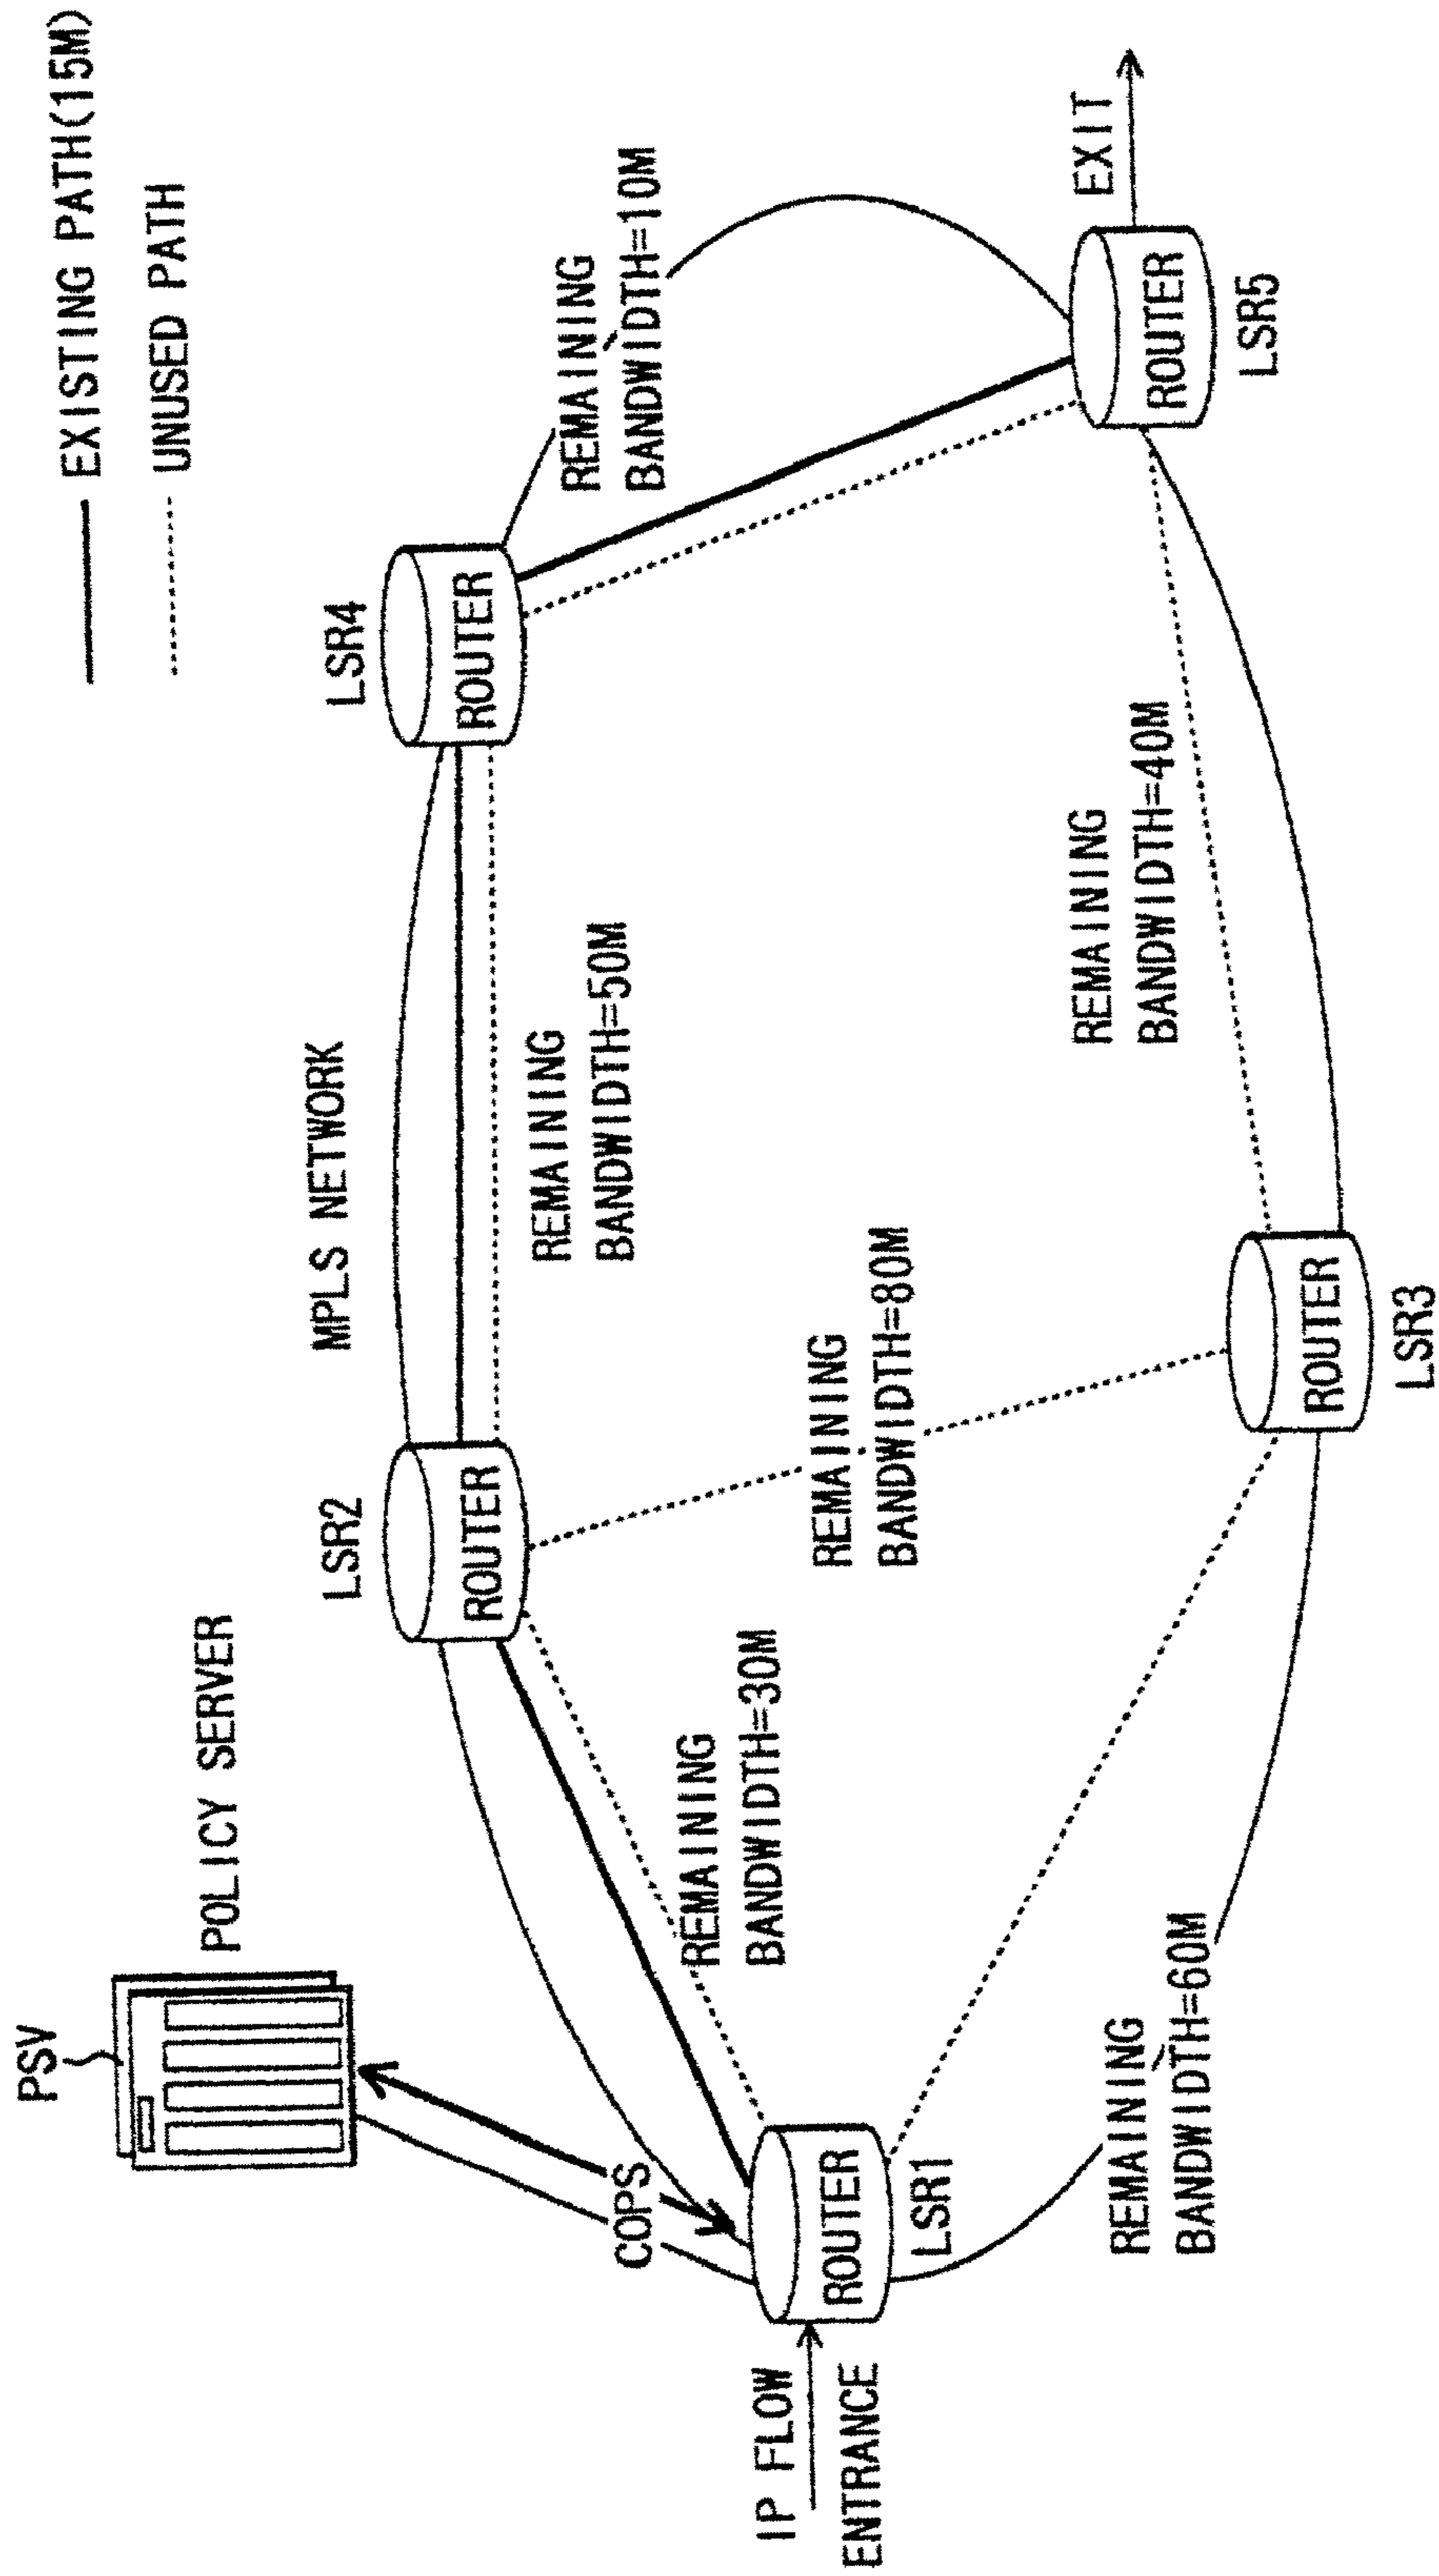 EXISTING PATH(15M)
UNUSED PATH
PSV
POLICY SERVER
MPLS NETWORK
LSR2
LSR4
ROUTER
ROUTER
REMAINING
BANDWIDTH=10M
COPS
REMAINING
BANDWIDTH=50M
REMAINING
BANDWIDTH=30M
IP FLOW
ENTRANCE
ROUTER
LSR1
REMAINING
BANDWIDTH=80M
REMAINING
BANDWIDTH=40M
EXIT
ROUTER
LSR5
REMAINING
BANDWIDTH=60M
ROUTER
LSR3